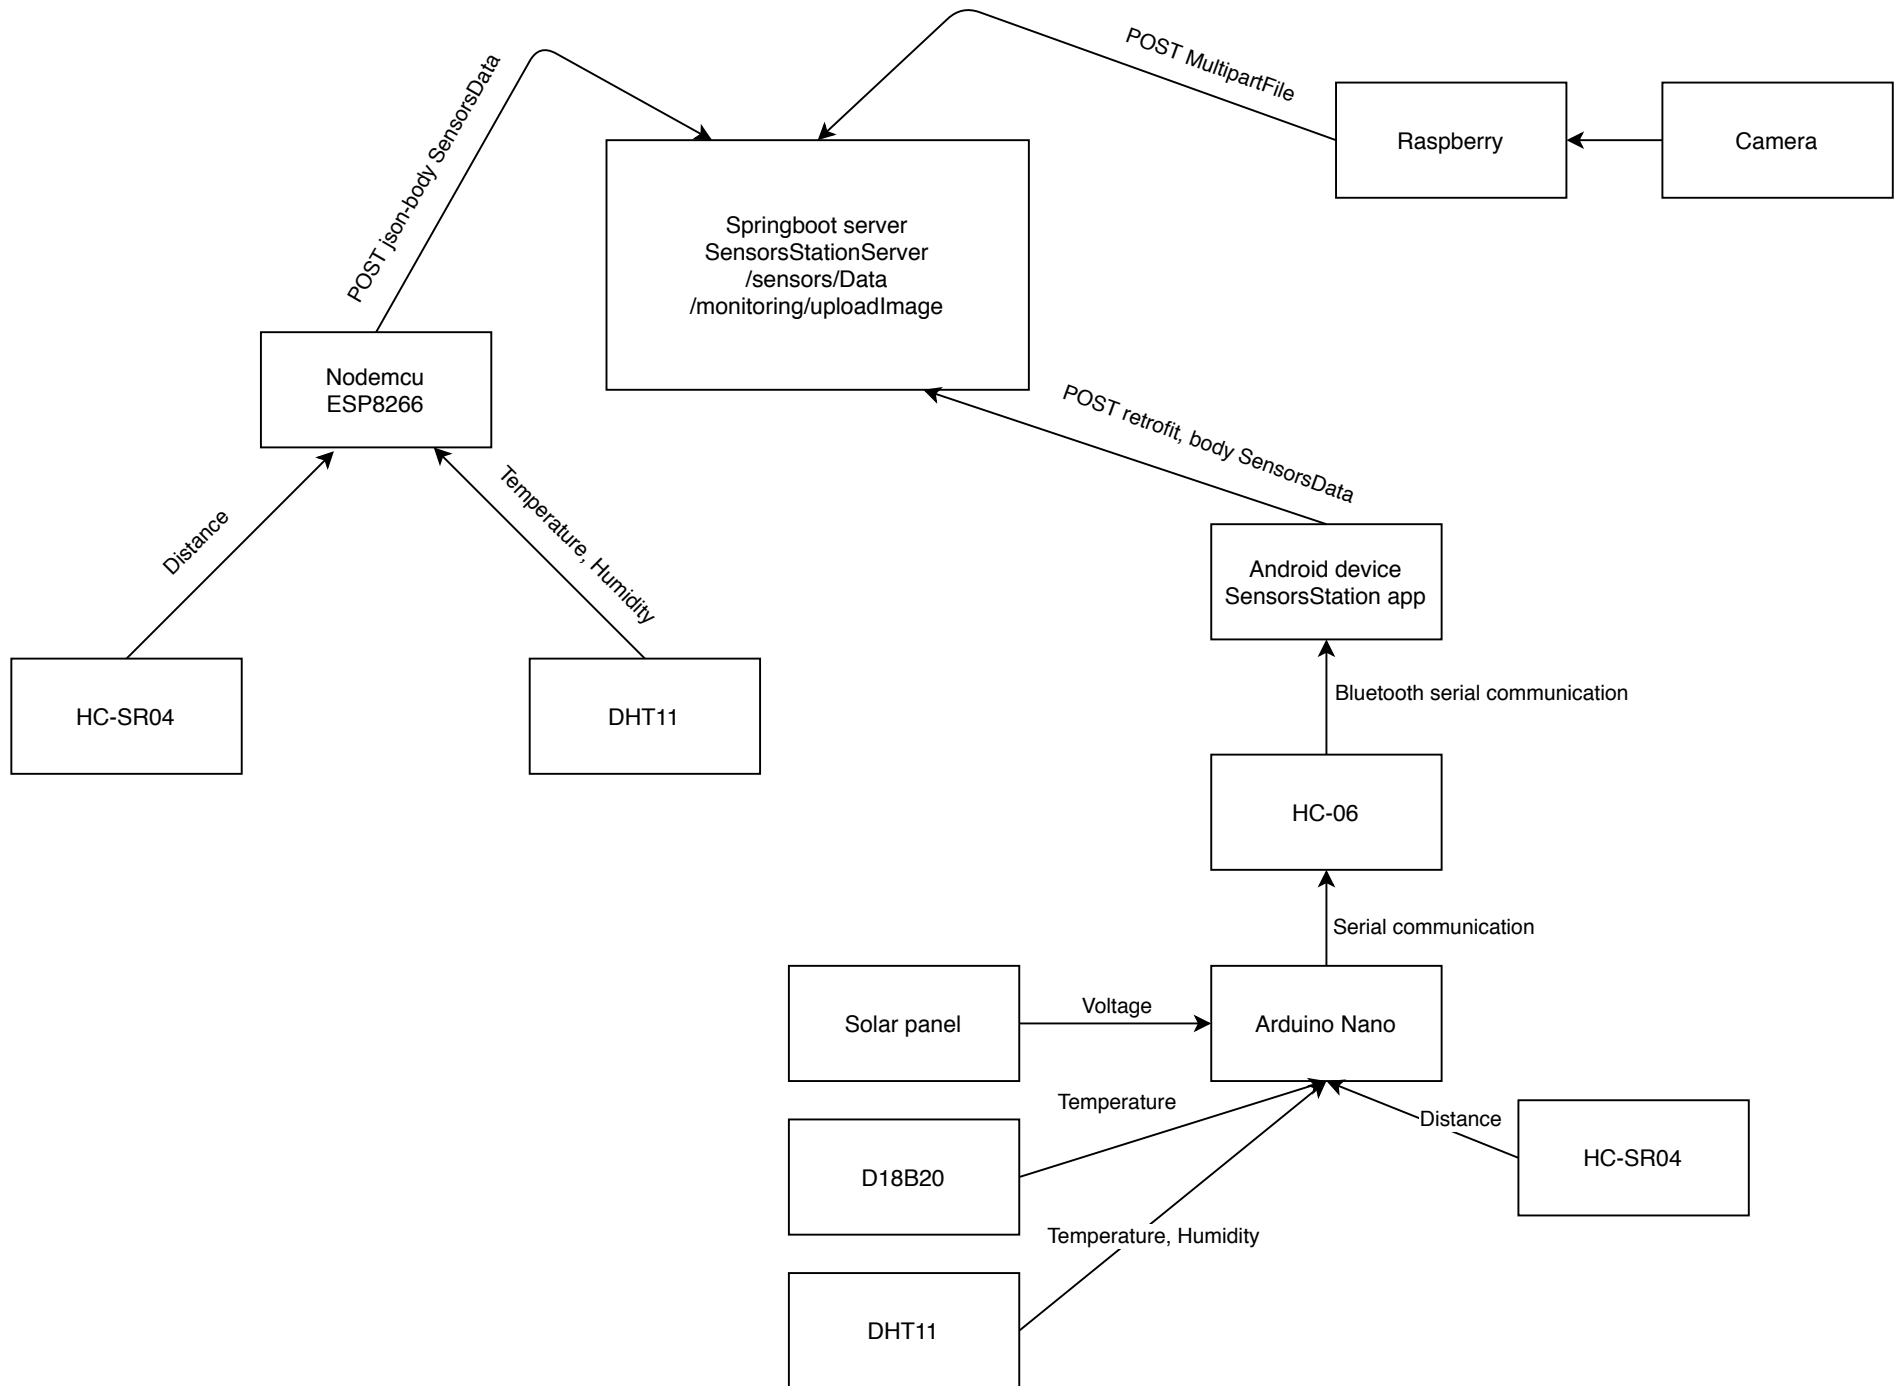 POST MultipartFile
POST json-body SensorsData
Raspberry
Camera
Springboot server
SensorsStationServer
/sensors/Data
/monitoring/uploadImage
Nodemcu
ESP8266
POST retrofit, body SensorsData
Distance
Temperature, Humidity
Android device
SensorsStation app
HC-SR04
DHT11
Bluetooth serial communication
HC-06
Serial communication
Solar panel
Voltage
Arduino Nano
Temperature
Distance
D18B20
HC-SR04
Temperature, Humidity
DHT11